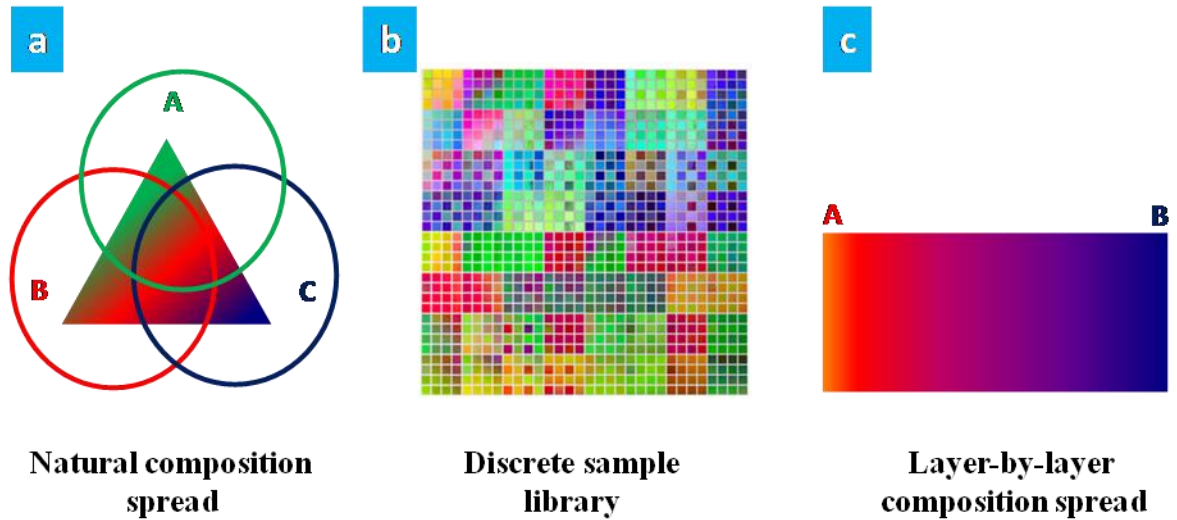 a
A
B
C
Natural composition
spread
b
Discrete sample
library
c
A
B
Layer-by-layer
composition spread